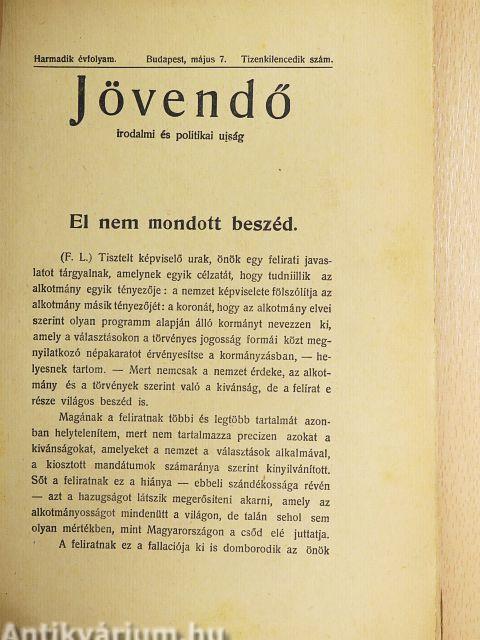 Harmadik évfolyam. Budapest, május 7. Tizenkilencedik szám.
Jövendő
irodalmi és politikai ujság
El nem mondott beszéd.
(F. L.) Tisztelt képviselő urak, önök egy felirati javas-
latot tárgyalnak, amelynek egyik célzatát, hogy tudniillik az
alkotmány egyik tényezője : a nemzet képviselete fölszólítja az
alkotmány másik tényezőjét : a koronát, hogy az alkotmány elvei
szerint olyan programm alapján álló kormányt nevezzen ki,
amely a választásokon a törvényes jogosság formái közt meg-
nyilatkozó népakaratot érvényesítse a kormányzásban, — he-
lyesnek tartom. — Mert nemcsak a nemzet érdeke, az alkot-
mány és a törvények szerint való a kivánság, de a felírat e
része világos beszéd is.
Magának a feliratnak többi és legtöbb tartalmát azon-
ban helytelenítem, mert nem tartalmazza precizen azokat a
kivánságokat, amelyeket a nemzet a választások alkalmával,
a kiosztott mandátumok számaránya szerint kinyilvánított.
Sőt a feliratnak ez a hiánya — ebbeli szándékossága révén
— azt a hazugságot látszik megerősíteni akarni, amely az
alkotmányosságot mindenütt a világon, de talán sehol sem
olyan mértékben, mint Magyarországon a csőd elé juttatja.
A feliratnak ez a fallaciója ki is domborodik az önök
Antikvárium.hu